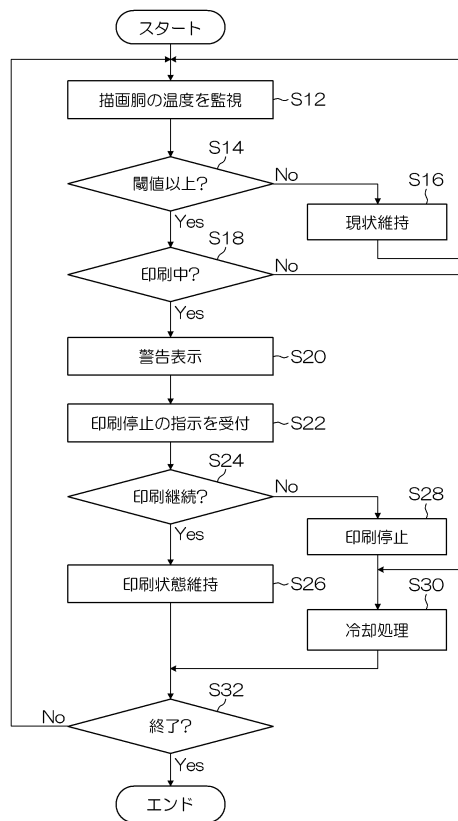 スタート
描画胴の温度を監視
S12
S14
閾値以上?
No
Yes
S16
現状維持
S18
印刷中?
No
Yes
警告表示
S20
印刷停止の指示を受付
S22
S24
印刷継続?
No
Yes
S28
印刷停止
印刷状態維持
S26
S30
冷却処理
S32
終了?
No
Yes
エンド